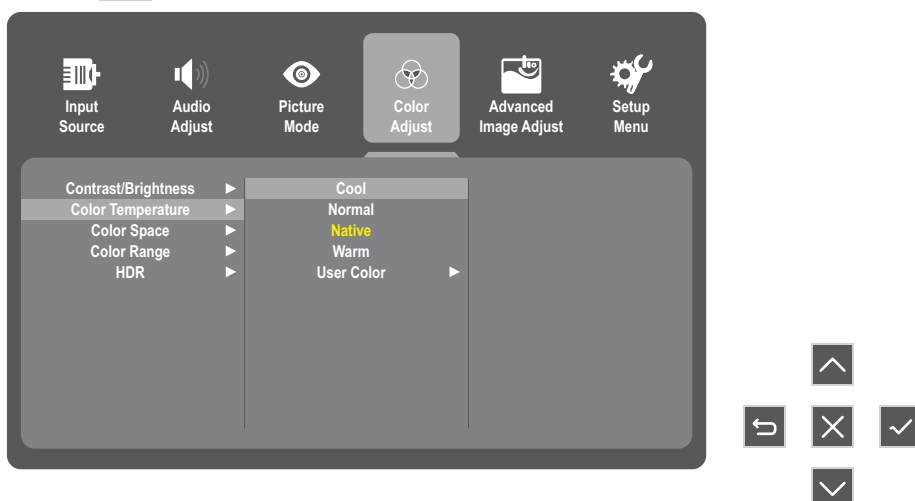 Input
Source
Audio
Adjust
Picture
Mode
Color
Adjust
Advanced
Image Adjust
Setup
Menu
Contrast/Brightness
Color Temperature
Color Space
Color Range
HDR
Cool
Normal
Native
Warm
User Color